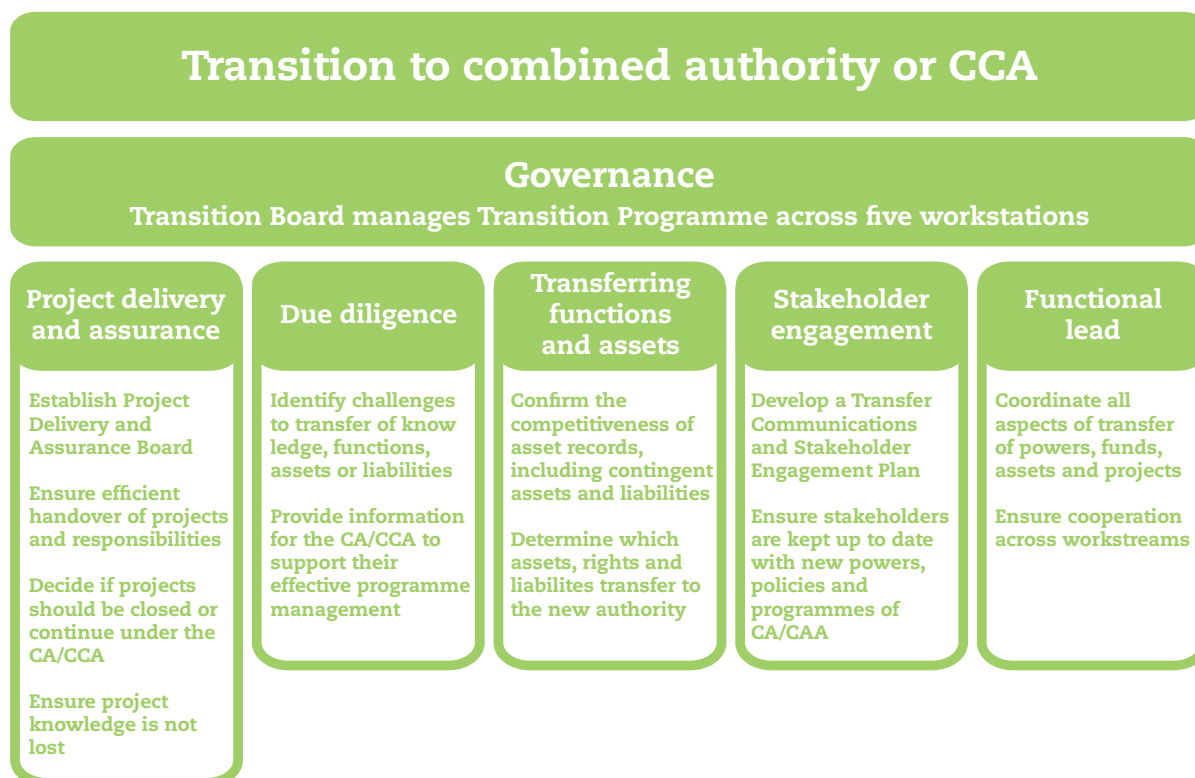 Transition to combined authority or CCA
Governance
Transition Board manages Transition Programme across five workstations
Project delivery
and assurance
Establish Project
Delivery and
Assurance Board
Ensure efficient
handover of projects
and responsibilities
Decide if projects
should be closed or
continue under the
CA/CCA
Ensure project
knowledge is not
lost
Due diligence
Identify challenges
to transfer of know
ledge, functions,
assets or liabilities
Provide information
for the CA/CCA to
support their
effective programme
management
Transferring
functions
and assets
Confirm the
competitiveness of
asset records,
including contingent
assets and liabilities
Determine which
assets, rights and
liabilites transfer to
the new authority
Stakeholder
engagement
Develop a Transfer
Communications
and Stakeholder
Engagement Plan
Ensure stakeholders
are kept up to date
with new powers,
policies and
programmes of
CA/CAA
Functional
lead
Coordinate all
aspects of transfer
of powers, funds,
assets and projects
Ensure cooperation
across workstreams